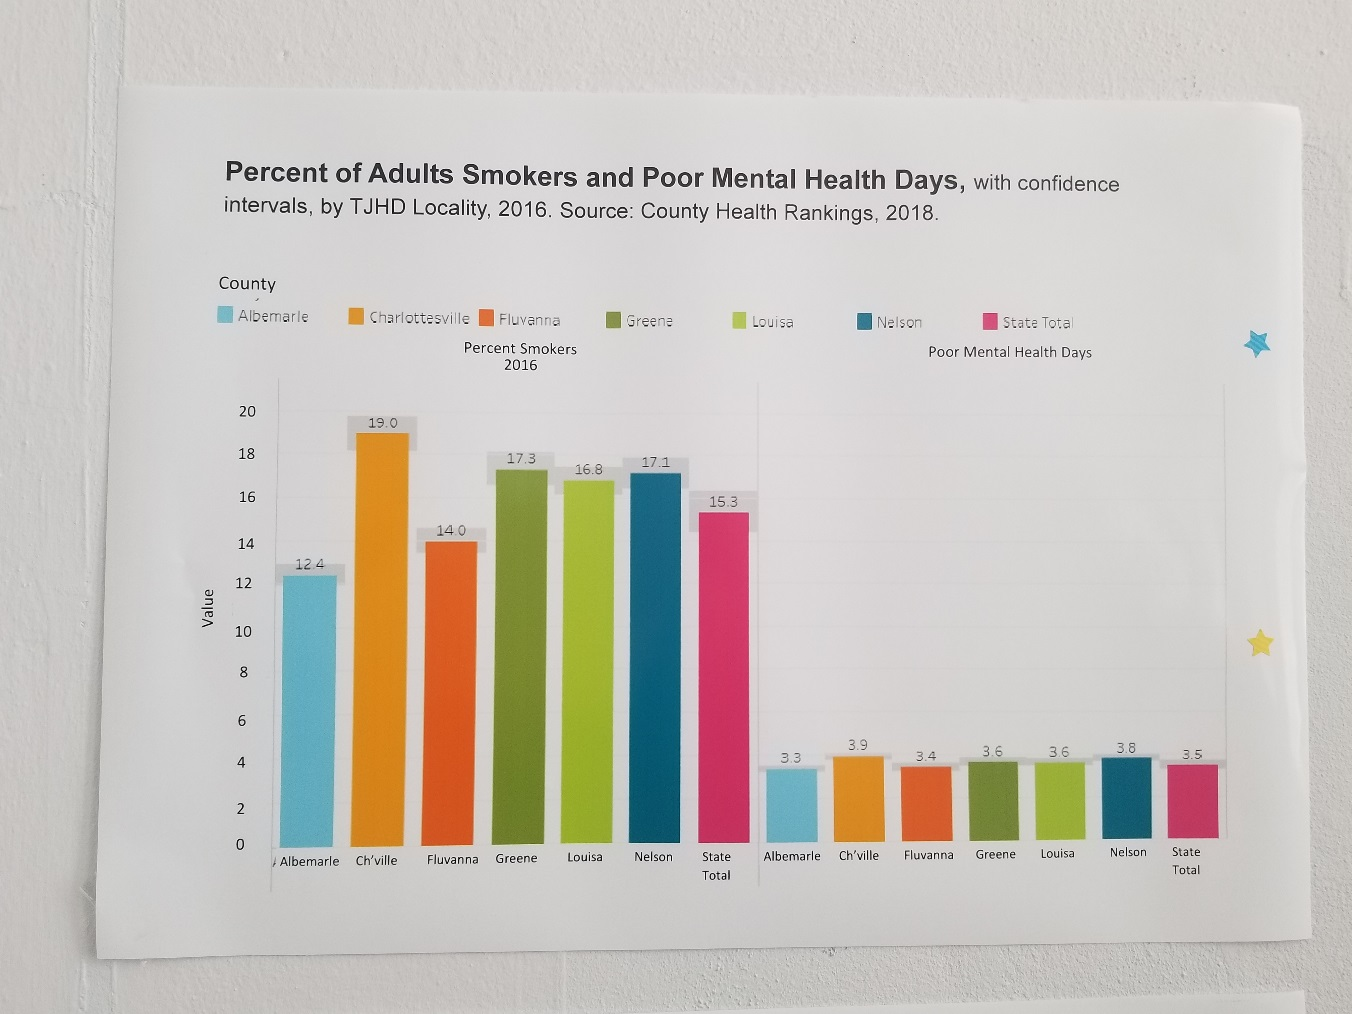 Percent of Adults Smokers and Poor Mental Health Days, with confidence
intervals, by TJHD Locality, 2016. Source: County Health Rankings, 2018.
County
Albemarle Charlottesville Fluvanna Greene Louisa Nelson State Total
Percent Smokers
2016
Poor Mental Health Days
Value
20
18
16
14
12
10
8
6
4
2
0
12.4
19.0
14.0
17.3
16.8
17.1
15.3
3.3
3.9
3.4
3.6
3.6
3.8
3.5
Albemarle
Ch'ville
Fluvanna
Greene
Louisa
Nelson
State
Total
Albemarle
Ch'ville
Fluvanna
Greene
Louisa
Nelson
State
Total